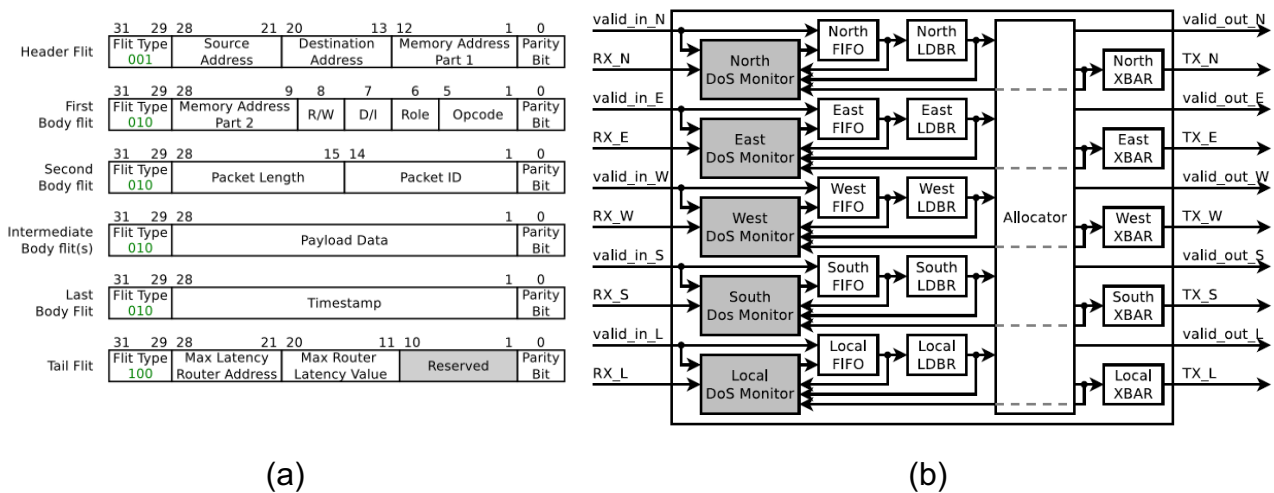 31 29 28 21 20 13 12 1 0
Header Flit
Flit Type
001
Source
Address
Destination
Address
Memory Address
Part 1
Parity
Bit
31 29 28 9 8 7 6 5 1 0
First
Body flit
Flit Type
010
Memory Address
Part 2
R/W
D/I
Role
Opcode
Parity
Bit
31 29 28 15 14 1 0
Second
Body flit
Flit Type
010
Packet Length
Packet ID
Parity
Bit
31 29 28 1 0
Intermediate
Body flit(s)
Flit Type
010
Payload Data
Parity
Bit
31 29 28 1 0
Last
Body Flit
Flit Type
010
Timestamp
Parity
Bit
31 29 28 21 20 11 10 1 0
Tail Flit
Flit Type
100
Max Latency
Router Address
Max Router
Latency Value
Reserved
Parity
Bit
(a)
valid_in_N
RX_N
North
DoS Monitor
North
FIFO
North
LDBR
valid_out_N
North
XBAR
TX_N
valid_in_E
RX_E
East
DoS Monitor
East
FIFO
East
LDBR
valid_out_E
East
XBAR
TX_E
valid_in_W
RX_W
West
DoS Monitor
West
FIFO
West
LDBR
Allocator
valid_out_W
West
XBAR
TX_W
valid_in_S
RX_S
South
Dos Monitor
South
FIFO
South
LDBR
valid_out_S
South
XBAR
TX_S
valid_in_L
RX_L
Local
DoS Monitor
Local
FIFO
Local
LDBR
valid_out_L
Local
XBAR
TX_L
(b)